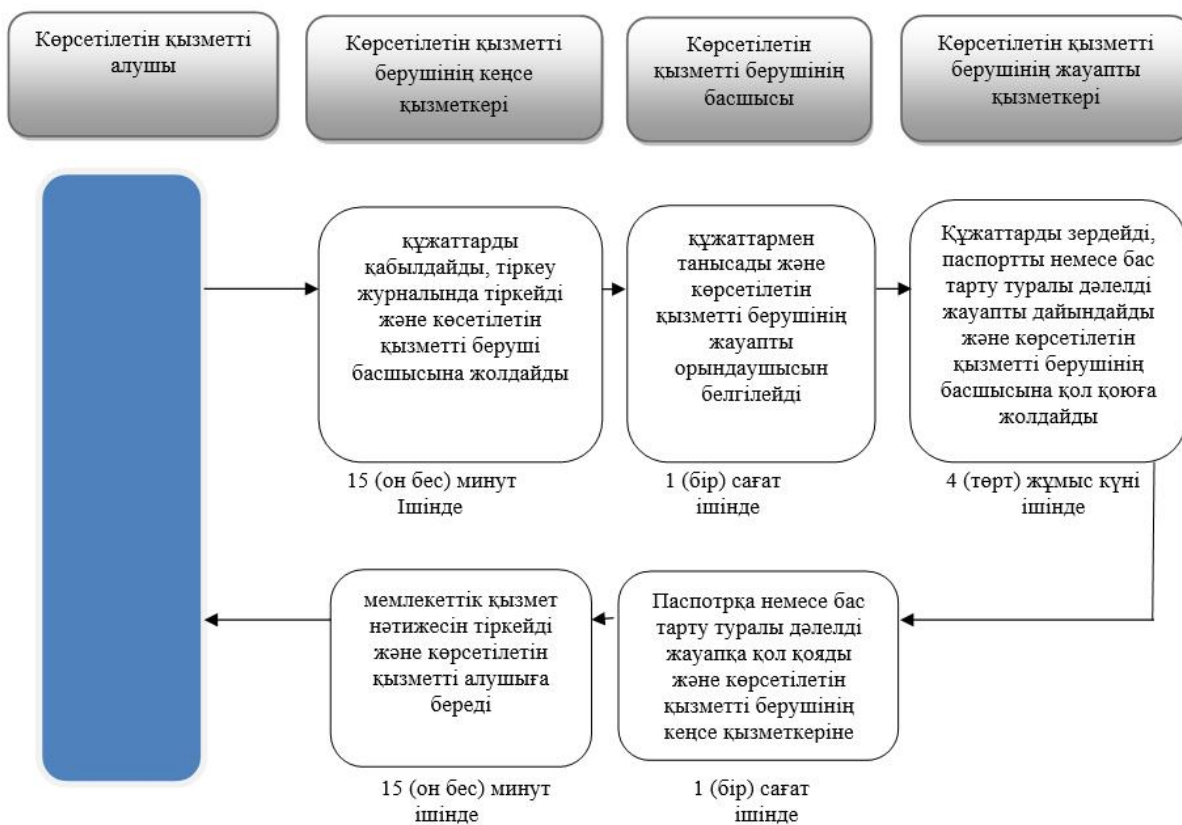 Көрсетілетін қызметті
алушы
Көрсетілетін қызметті
берушінің кеңсе
қызметкері
Көрсетілетін
қызметті берушінің
басшысы
Көрсетілетін қызметті
берушінің жауапты
қызметкері
құжаттарды
қабылдайды, тіркеу
журналында тіркейді
және көсетілетін
қызметті беруші
басшысына жолдайды
15 (он бес) минут
Ішінде
құжаттармен
танысады және
көрсетілетін
қызметті берушінің
жауапты
орындаушысын
белгілейді
1 (бір) сағат
ішінде
Құжаттарды зердейді,
паспортты немесе бас
тарту туралы дәлелді
жауапты дайындайды
және көрсетілетін
қызметті берушінің
басшысына қол қоюға
жолдайды
4 (төрт) жұмыс күні
ішінде
мемлекеттік қызмет
нәтижесін тіркейді
және көрсетілетін
қызметті алушыға
береді
15 (он бес) минут
ішінде
Паспотрқа немесе бас
тарту туралы дәлелді
жауапқа қол қояды
және көрсетілетін
қызметті берушінің
кеңсе қызметкеріне
1 (бір) сағат
ішінде